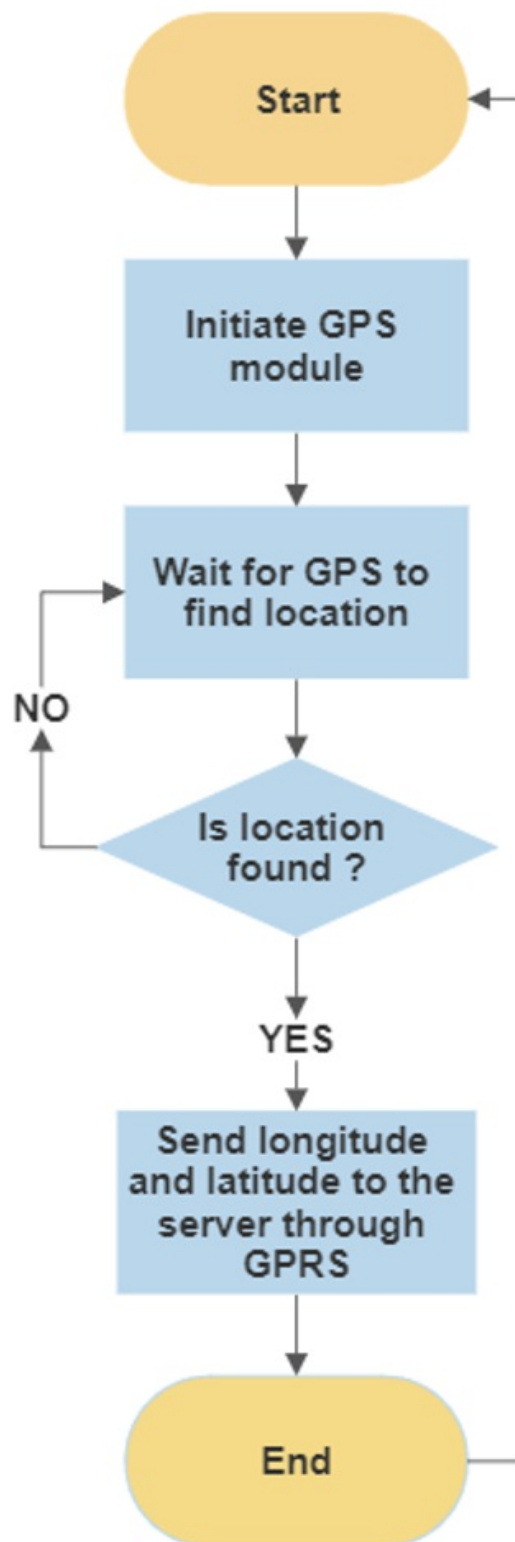 Start
Initiate GPS
module
Wait for GPS to
find location
NO
Is location
found ?
YES
Send longitude
and latitude to the
server through
GPRS
End